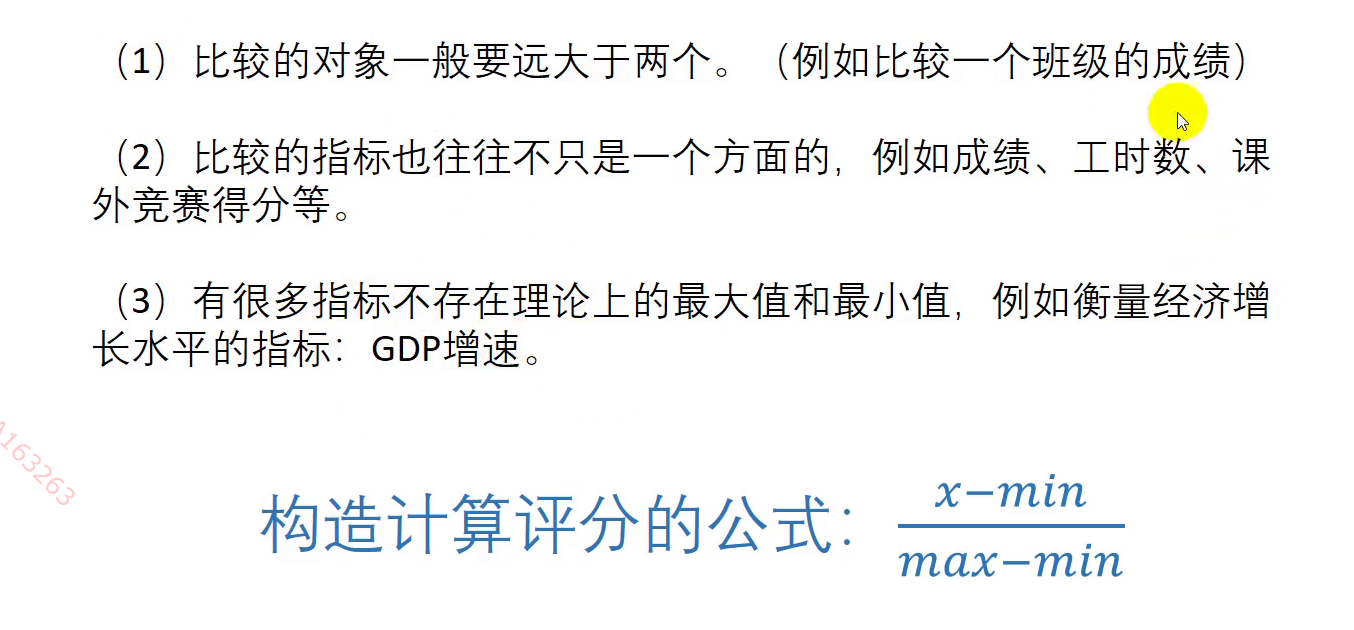 （1）比较的对象一般要远大于两个。（例如比较一个班级的成绩）
（2）比较的指标也往往不只是一个方面的，例如成绩、工时数、课
外竞赛得分等。
（3）有很多指标不存在理论上的最大值和最小值，例如衡量经济增
长水平的指标：GDP增速。
构造计算评分的公式：
x−min
max−min
163263